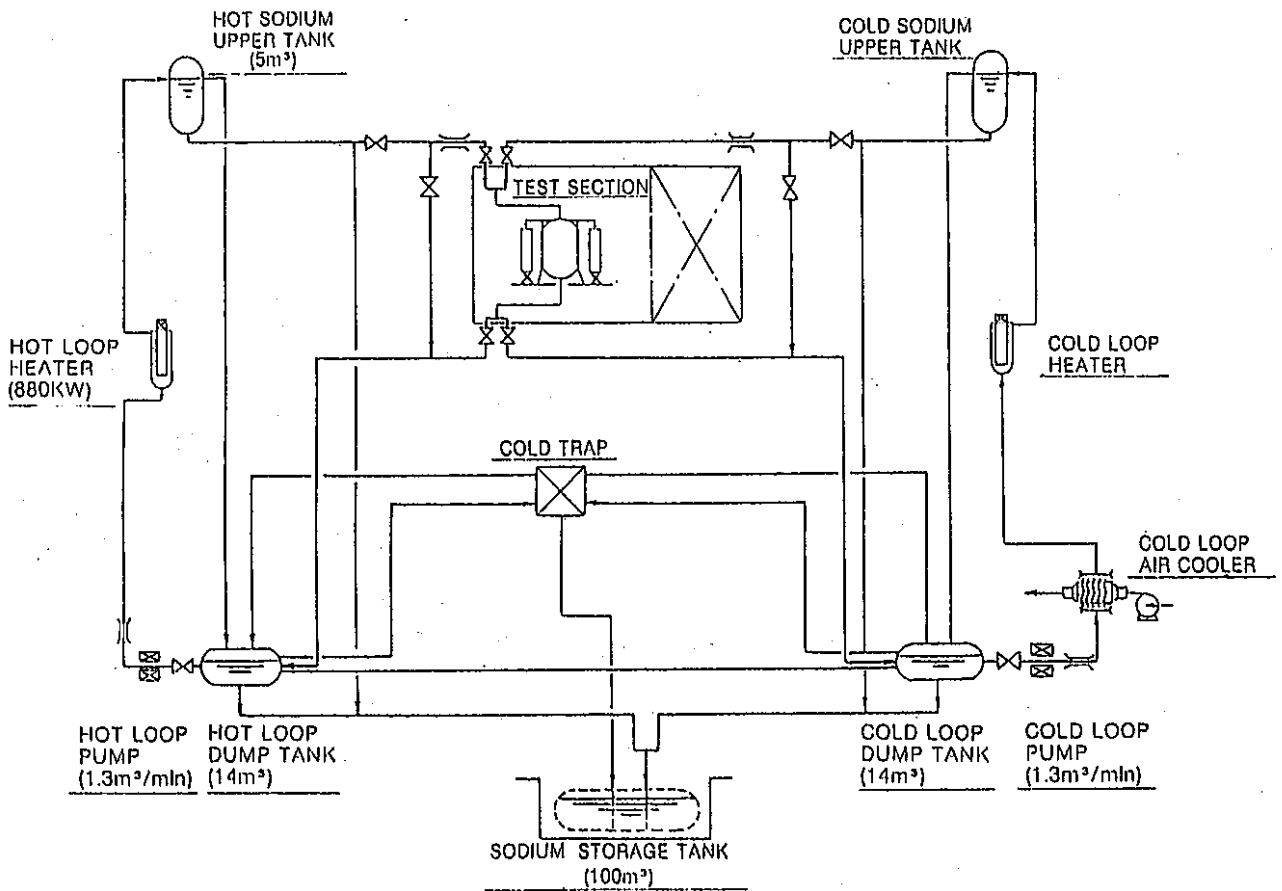 HOT SODIUM
UPPER TANK
(5m³)
COLD SODIUM
UPPER TANK
TEST SECTION
HOT LOOP
HEATER
(880KW)
COLD LOOP
HEATER
COLD TRAP
COLD LOOP
AIR COOLER
HOT LOOP
PUMP
(1.3m³/min)
HOT LOOP
DUMP TANK
(14m³)
COLD LOOP
DUMP TANK
(14m³)
COLD LOOP
PUMP
(1.3m³/min)
SODIUM STORAGE TANK
(100m³)